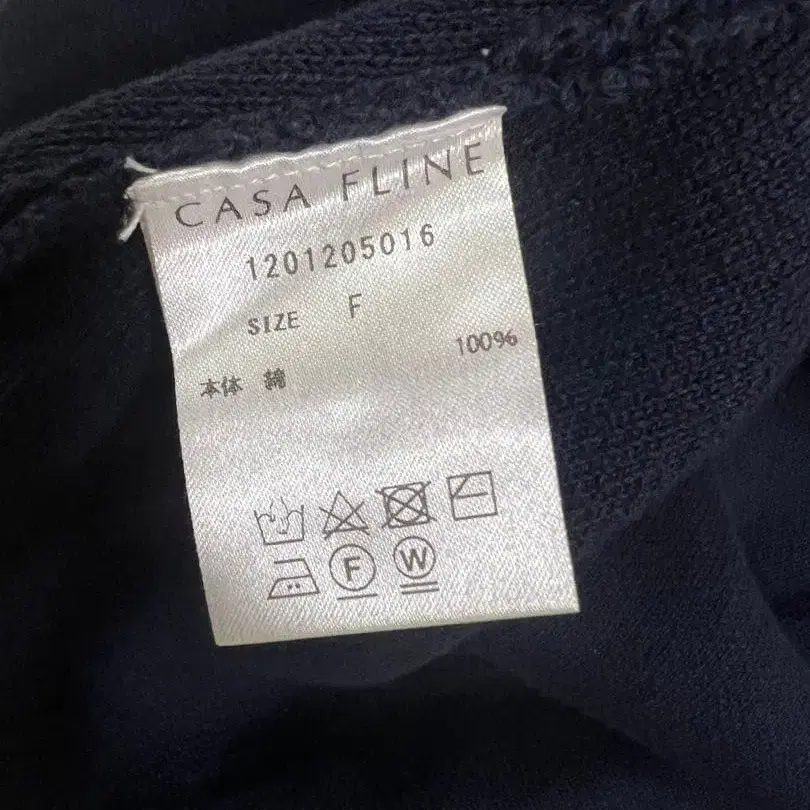 CASA FLINE
1201205016
SIZE F
本体 綿 100%
F W